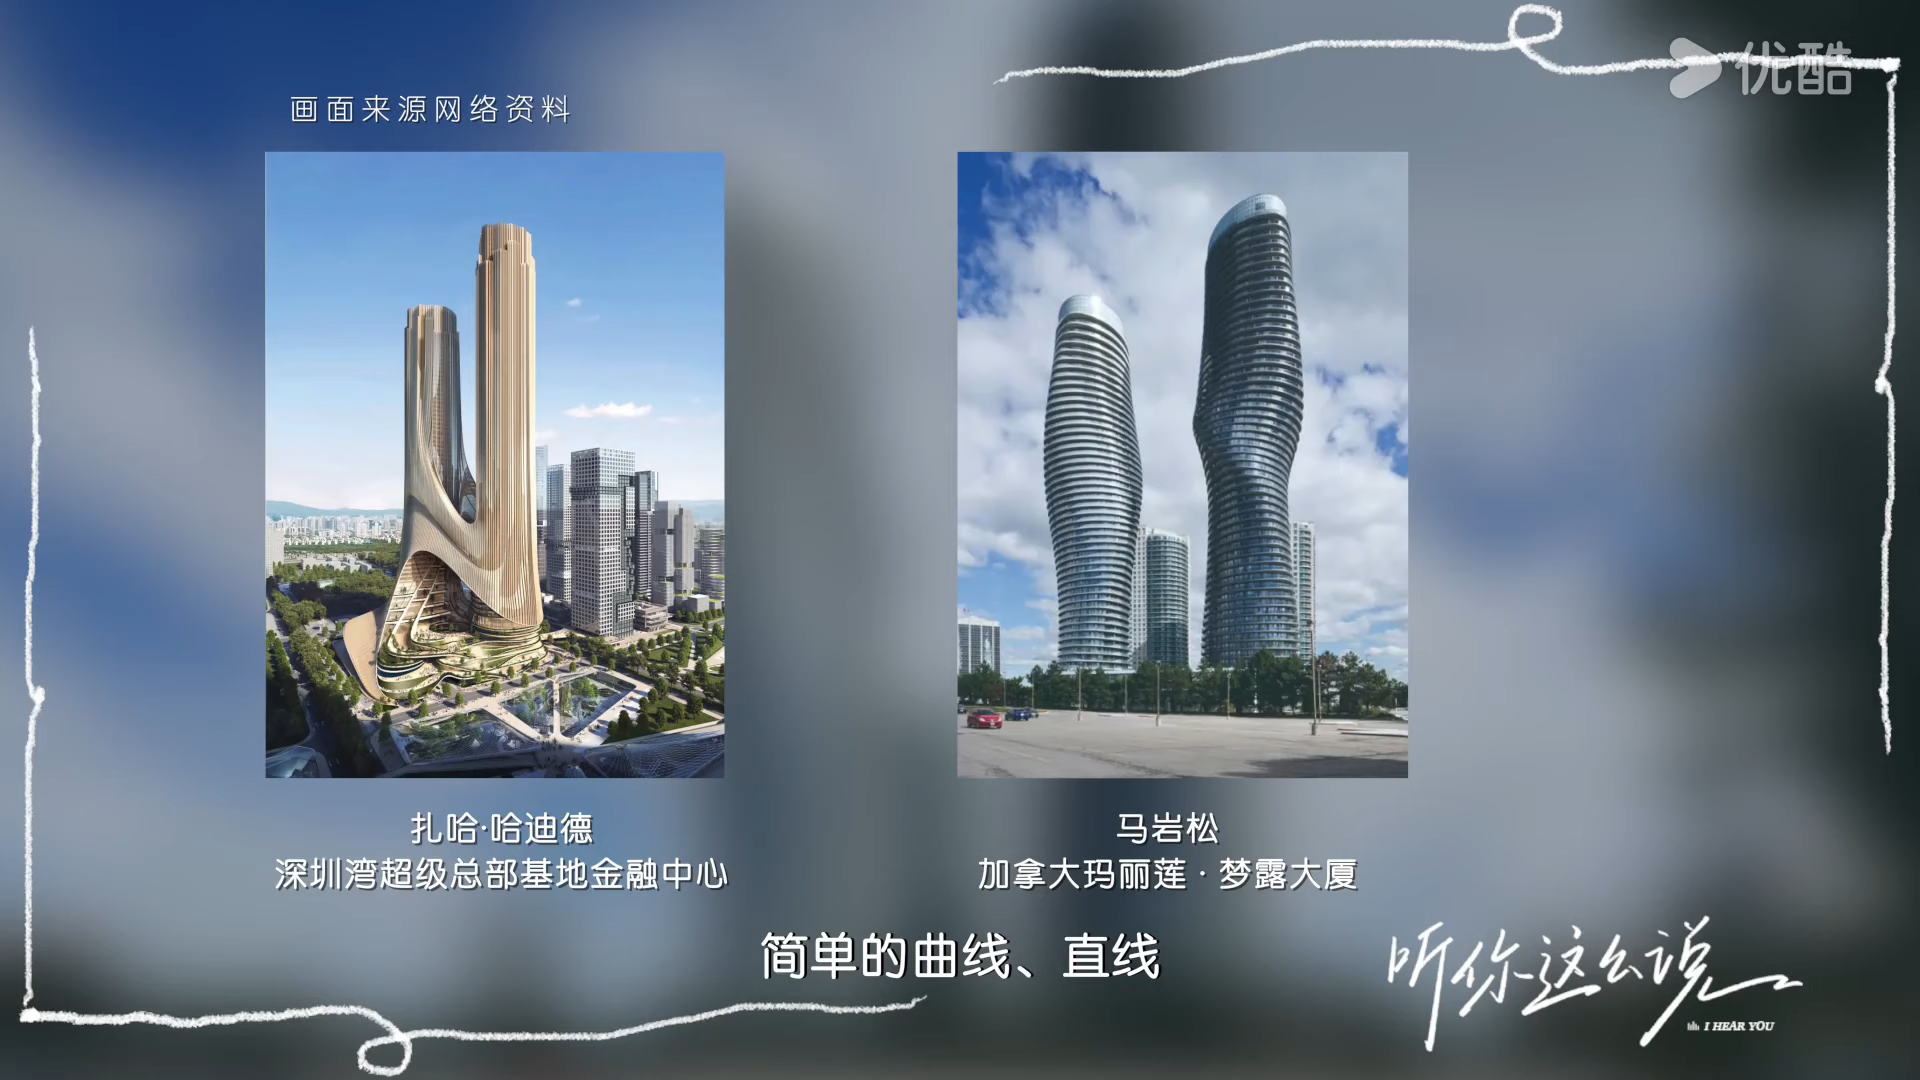 优酷
画面来源网络资料
扎哈·哈迪德
深圳湾超级总部基地金融中心
马岩松
加拿大玛丽莲·梦露大厦
简单的曲线、直线
听你这么说
I HEAR YOU